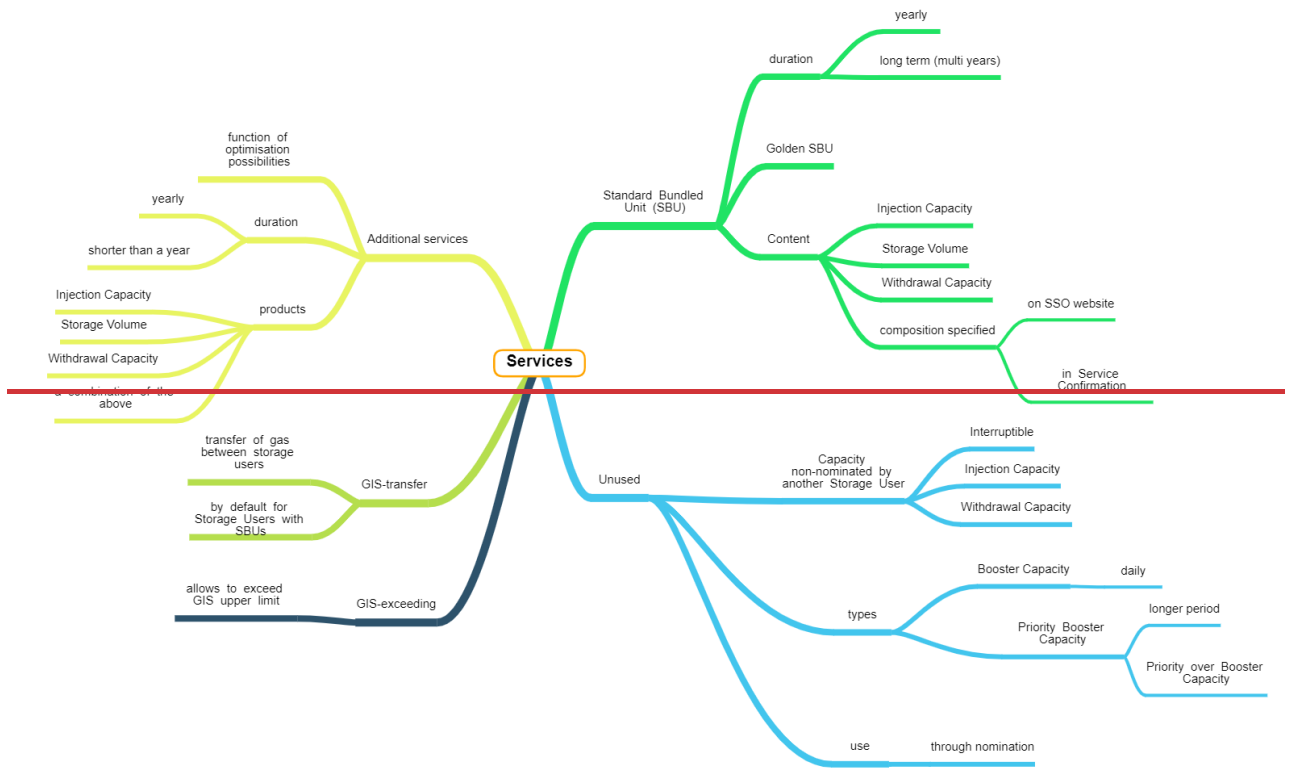 Services
Standard Bundled
Unit (SBU)
duration
yearly
long term (multi years)
Golden SBU
Content
Injection Capacity
Storage Volume
Withdrawal Capacity
composition specified
on SSO website
in Service
Confirmation
Unused
Capacity
non-nominated by
another Storage User
Interruptible
Injection Capacity
Withdrawal Capacity
types
Booster Capacity
daily
Priority Booster
Capacity
longer period
Priority over Booster
Capacity
use
through nomination
Additional services
function of
optimisation
possibilities
duration
yearly
shorter than a year
products
Injection Capacity
Storage Volume
Withdrawal Capacity
a combination of the
above
GIS-transfer
transfer of gas
between storage
users
by default for
Storage Users with
SBUs
GIS-exceeding
allows to exceed
GIS upper limit